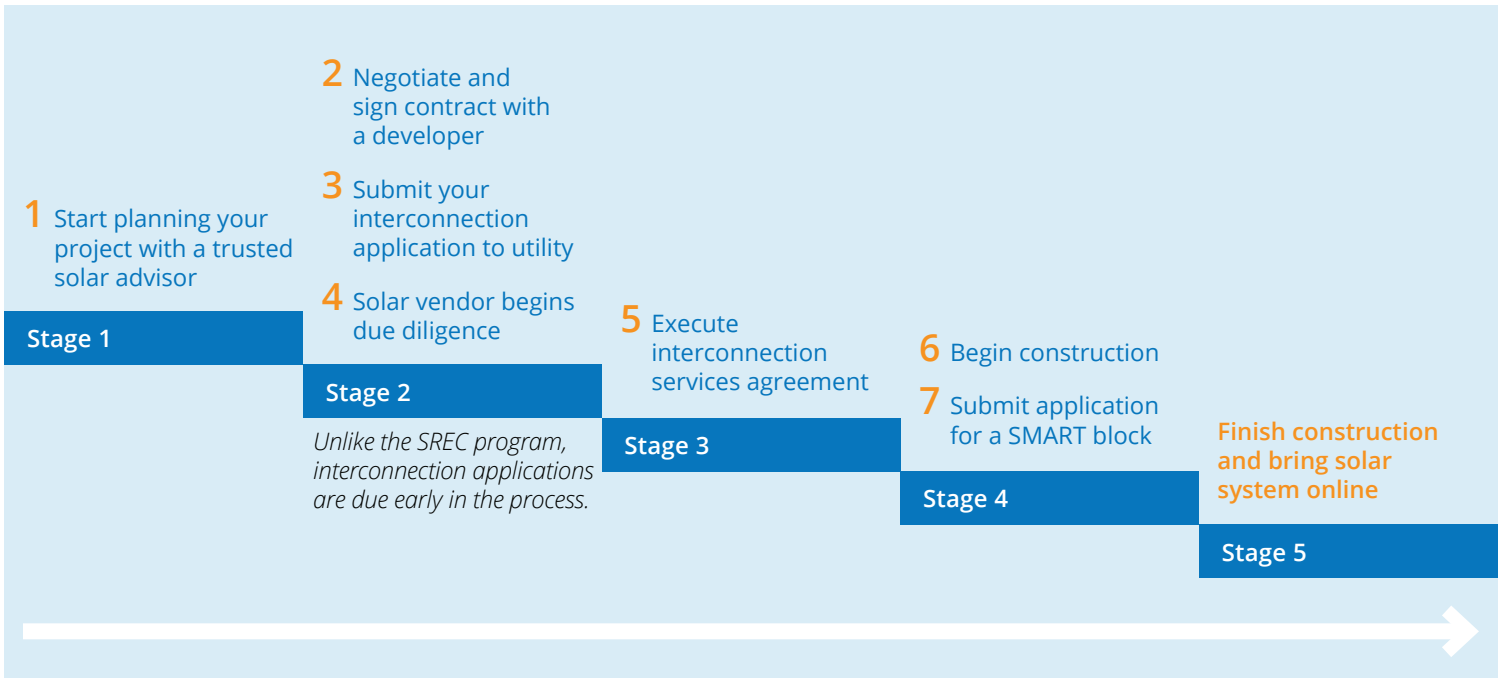 1 Start planning your
project with a trusted
solar advisor
Stage 1
2 Negotiate and
sign contract with
a developer
3 Submit your
interconnection
application to utility
4 Solar vendor begins
due diligence
Stage 2
Unlike the SREC program,
interconnection applications
are due early in the process.
5 Execute
interconnection
services agreement
Stage 3
6 Begin construction
7 Submit application
for a SMART block
Stage 4
Finish construction
and bring solar
system online
Stage 5